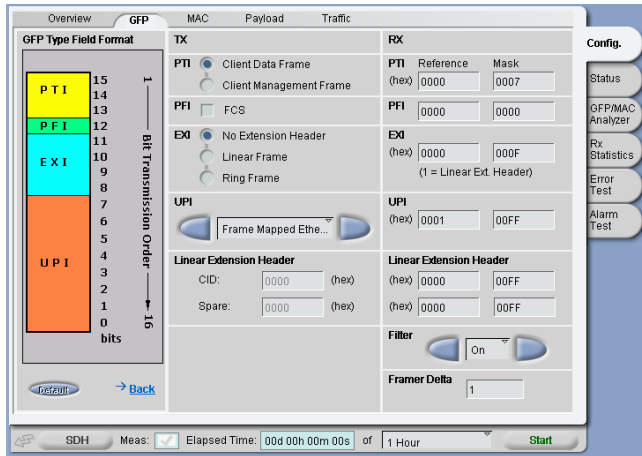 Overview GFP MAC Payload Traffic
GFP Type Field Format
PTI
PFI
EXI
UPI
15
14
13
12
11
10
9
8
7
6
5
4
3
2
1
0
bits
1
Bit Transmission Order
16
Default
→ Back
TX
PTI Client Data Frame
Client Management Frame
PFI FCS
EXI No Extension Header
Linear Frame
Ring Frame
UPI
Frame Mapped Ethe...
Linear Extension Header
CID: 0000 (hex)
Spare: 0000 (hex)
RX
PTI Reference Mask
(hex) 0000 0007
PFI 0000 0000
EXI
(hex) 0000 000F
(1 = Linear Ext. Header)
UPI
(hex) 0001 00FF
Linear Extension Header
(hex) 0000 00FF
(hex) 0000 00FF
Filter
On
Framer Delta
1
Config.
Status
GFP/MAC
Analyzer
Rx
Statistics
Error
Test
Alarm
Test
SDH Meas: Elapsed Time: 00d 00h 00m 00s of 1 Hour Start